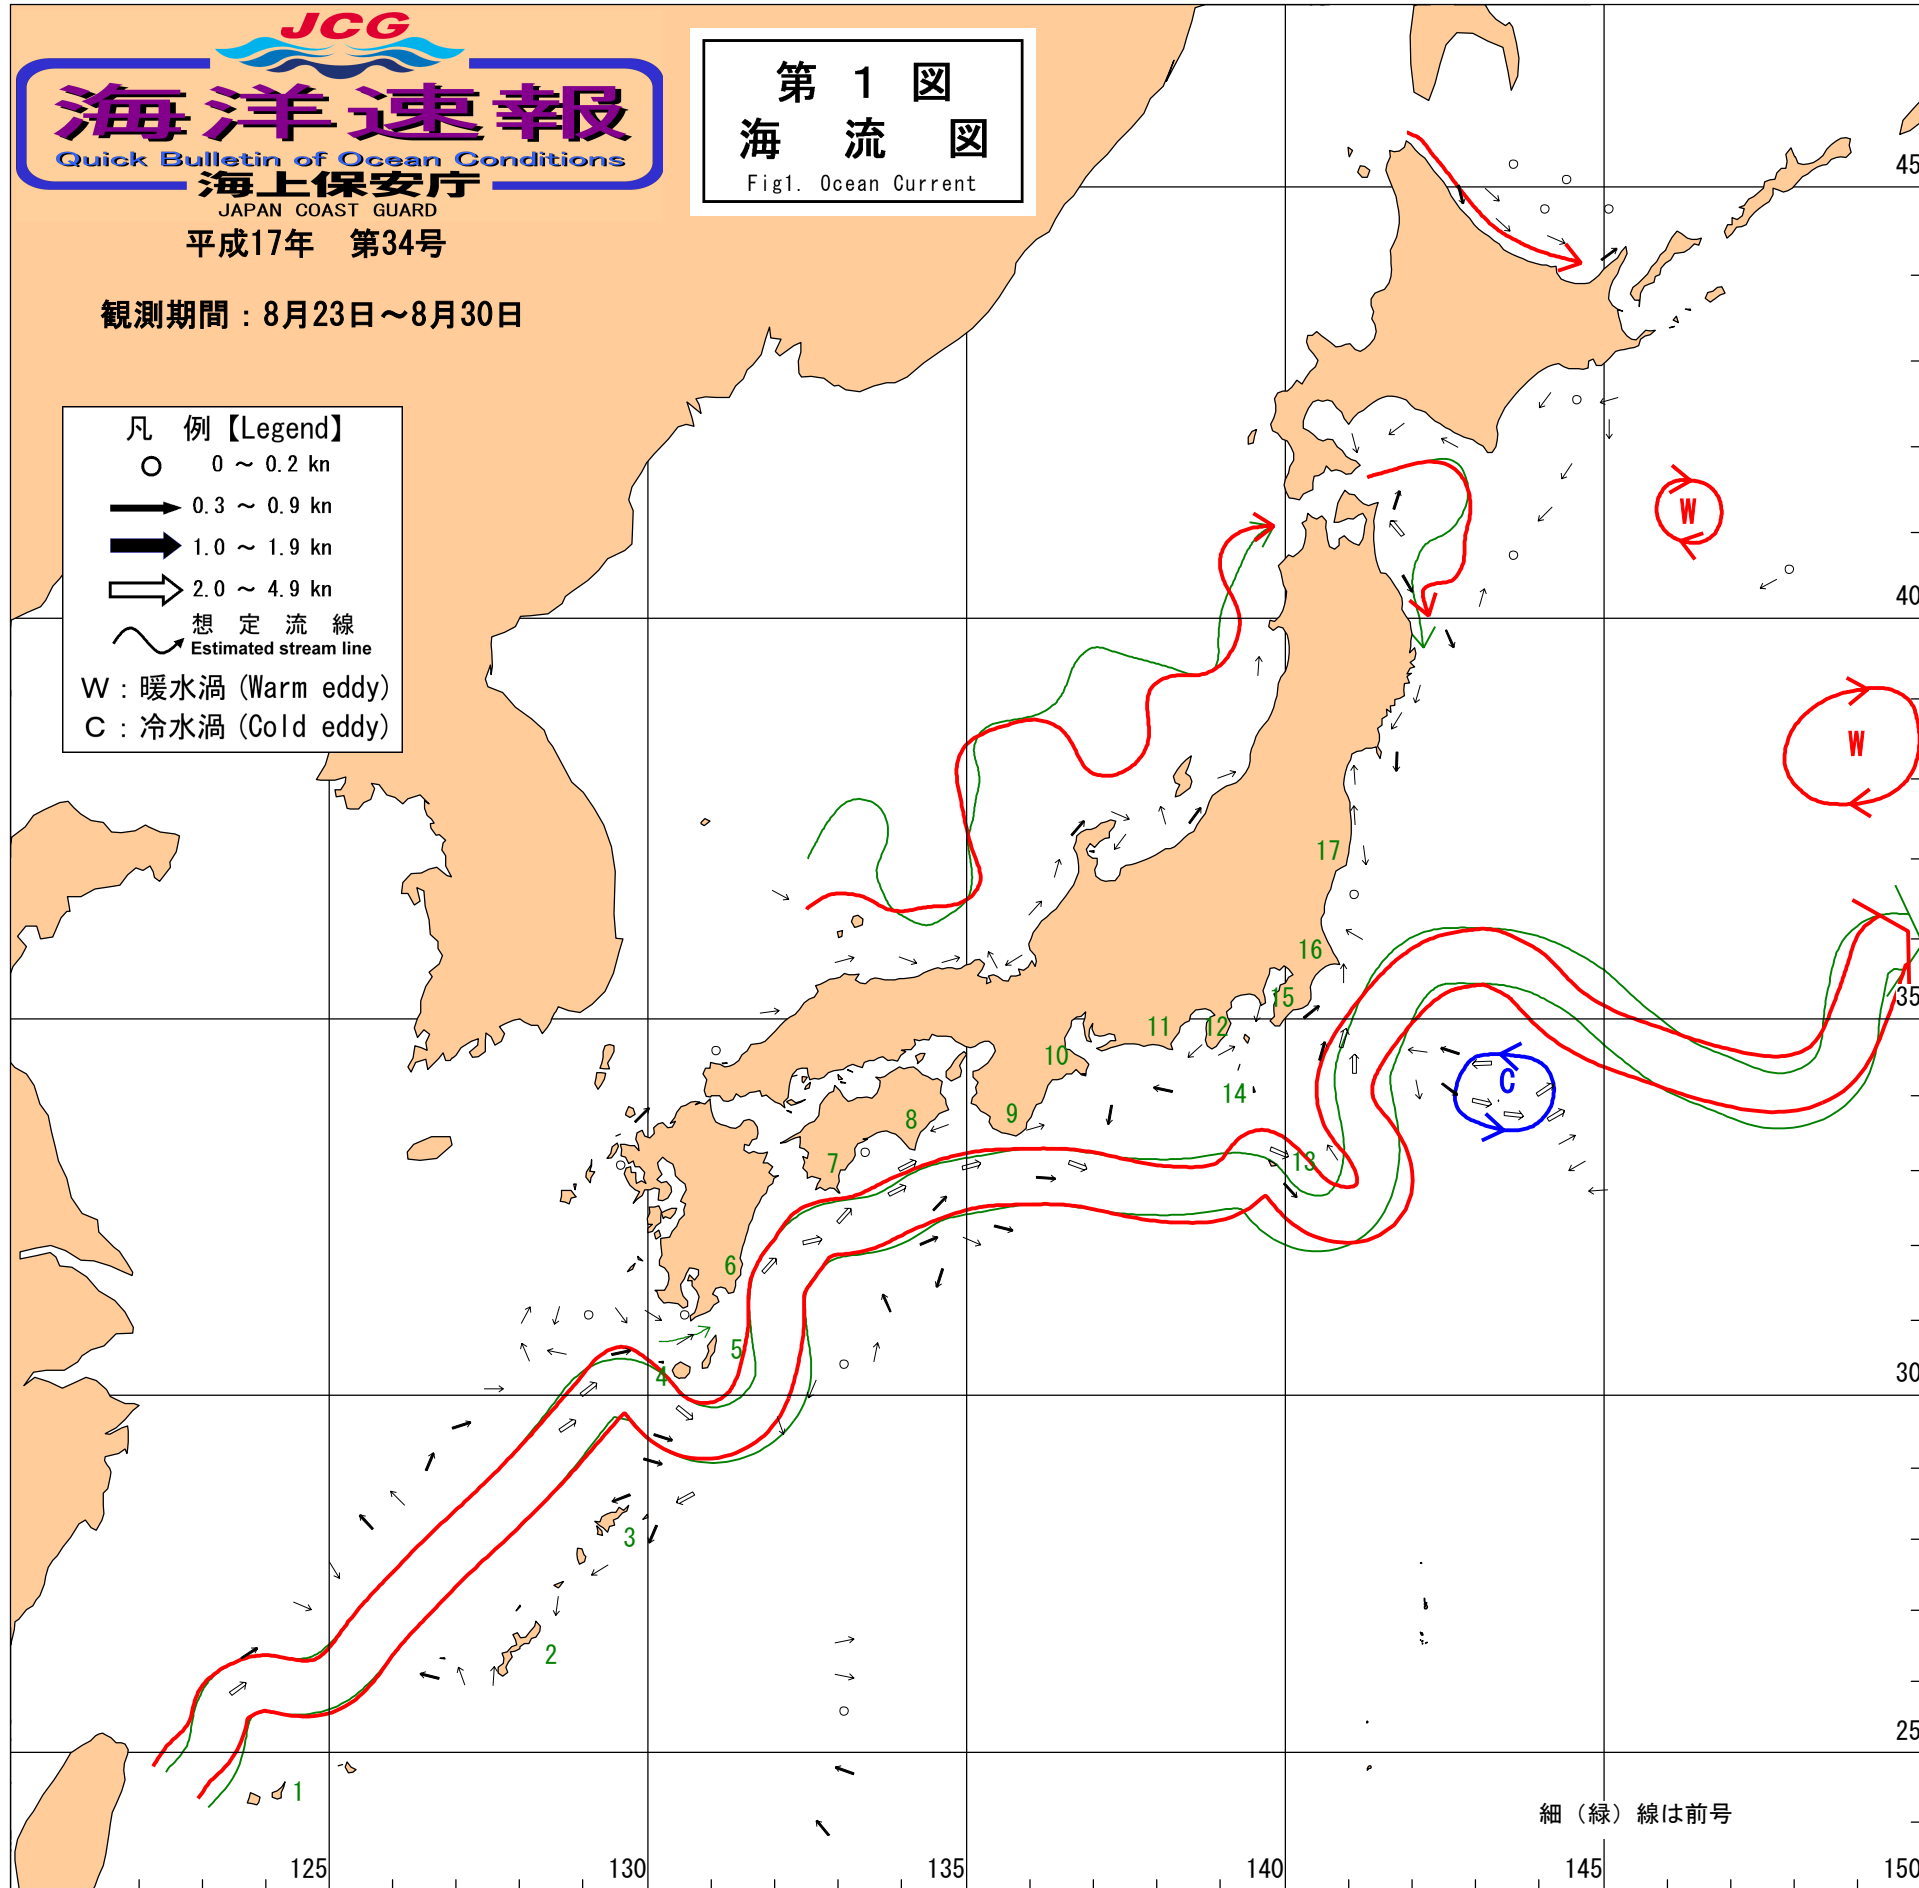 JCG
海洋速報
Quick Bulletin of Ocean Conditions
海上保安庁
JAPAN COAST GUARD
平成17年 第34号
観測期間：8月23日～8月30日
第 1 図
海 流 図
Fig1. Ocean Current
凡 例【Legend】
0 ～ 0.2 kn
0.3 ～ 0.9 kn
1.0 ～ 1.9 kn
2.0 ～ 4.9 kn
想 定 流 線
Estimated stream line
W：暖水渦(Warm eddy)
C：冷水渦(Cold eddy)
45
W
40
W
17
16
35
15
12
11
10
C
14
9
8
7
13
6
5
4
30
3
2
25
1
細（緑）線は前号
125
130
135
140
145
150